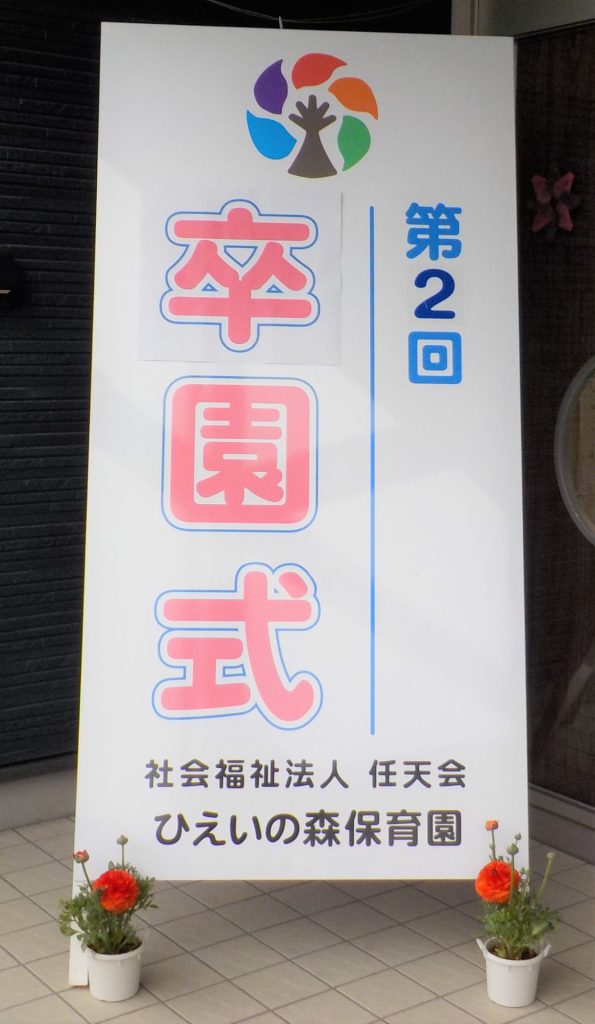 第2回
卒園式
社会福祉法人 任天会
ひえいの森保育園